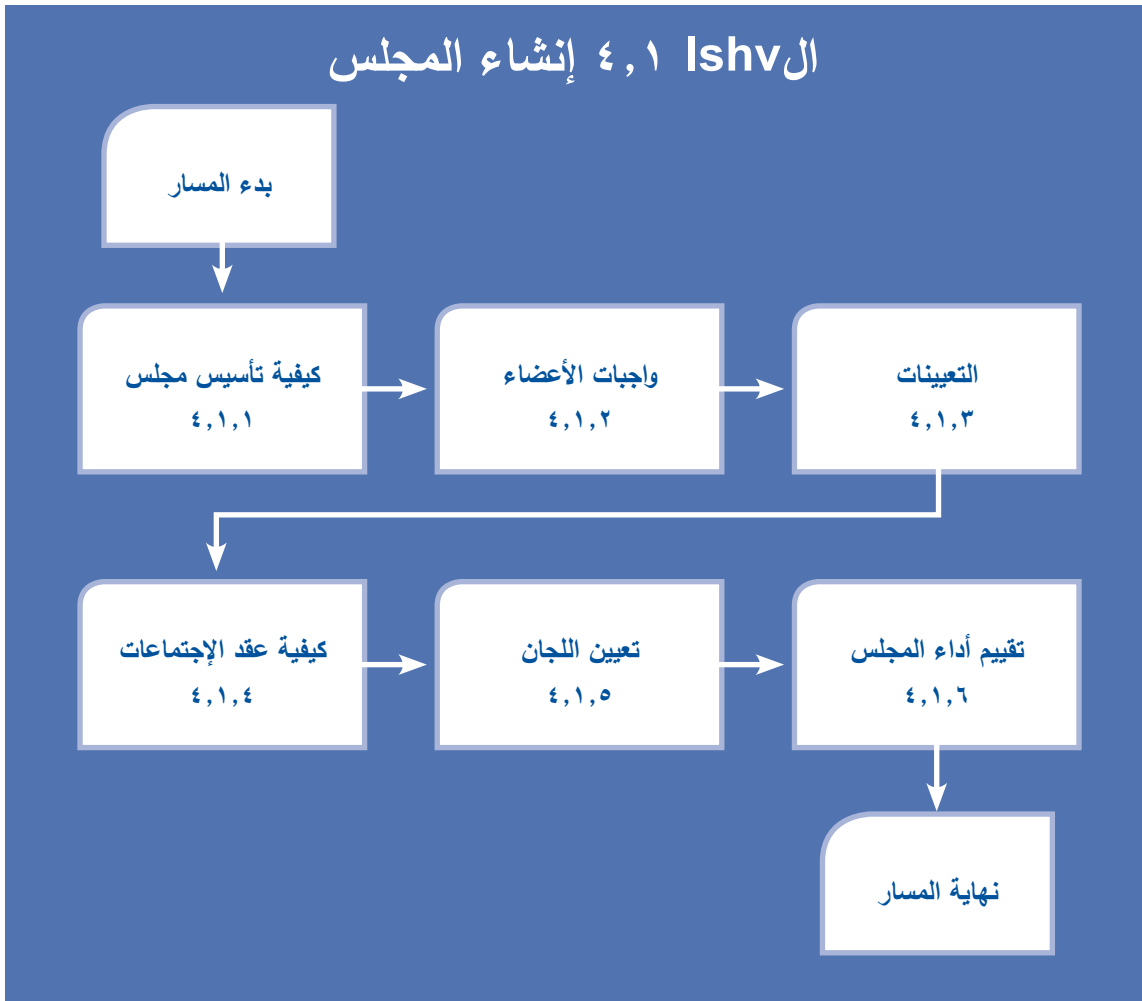 الlshv ٤,١ إنشاء المجلس
بدء المسار
كيفية تأسيس مجلس
٤,١,١
واجبات الأعضاء
٤,١,٢
التعيينات
٤,١,٣
كيفية عقد الإجتماعات
٤,١,٤
تعيين اللجان
٤,١,٥
تقييم أداء المجلس
٤,١,٦
نهاية المسار